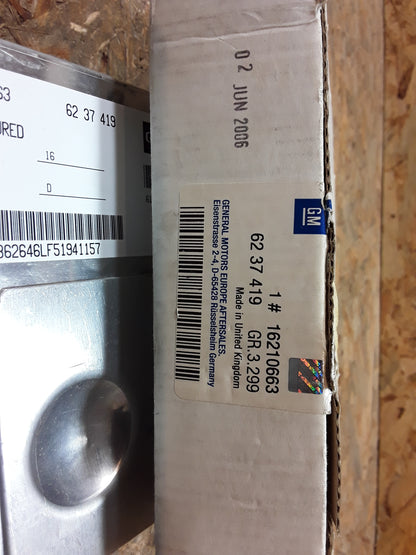 63
62 37 419
URED
16
D
862646LF51941157
02 JUN 2006
GM
1 # 16210663
62 37 419 GR.3.299
Made in United Kingdom
GENERAL MOTORS EUROPE AFTERSALES.
Eisenstrasse 2-4, D-65428 Rüsselsheim Germany